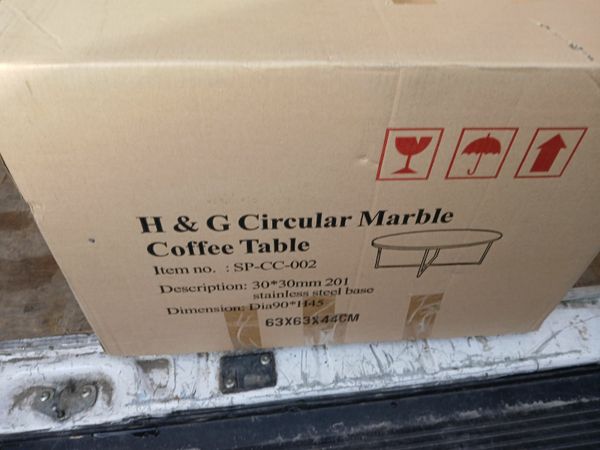 H & G Circular Marble
Coffee Table
Item no. : SP-CC-002
Description: 30*30mm 201
stainless steel base
Dimension: Dia90*H45
63X63X44CM